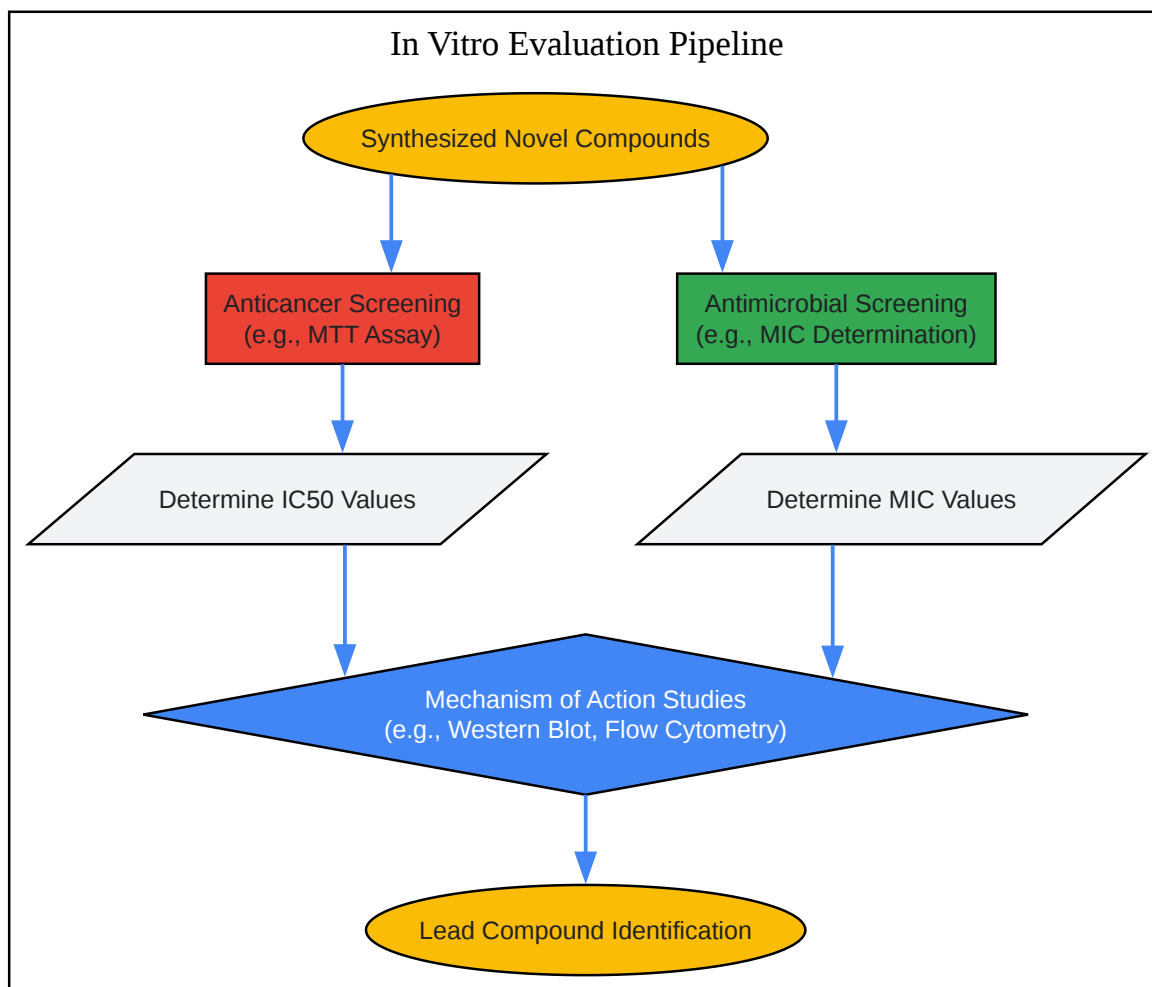 In Vitro Evaluation Pipeline
Synthesized Novel Compounds
Anticancer Screening
(e.g., MTT Assay)
Antimicrobial Screening
(e.g., MIC Determination)
Determine IC50 Values
Determine MIC Values
Mechanism of Action Studies
(e.g., Western Blot, Flow Cytometry)
Lead Compound Identification